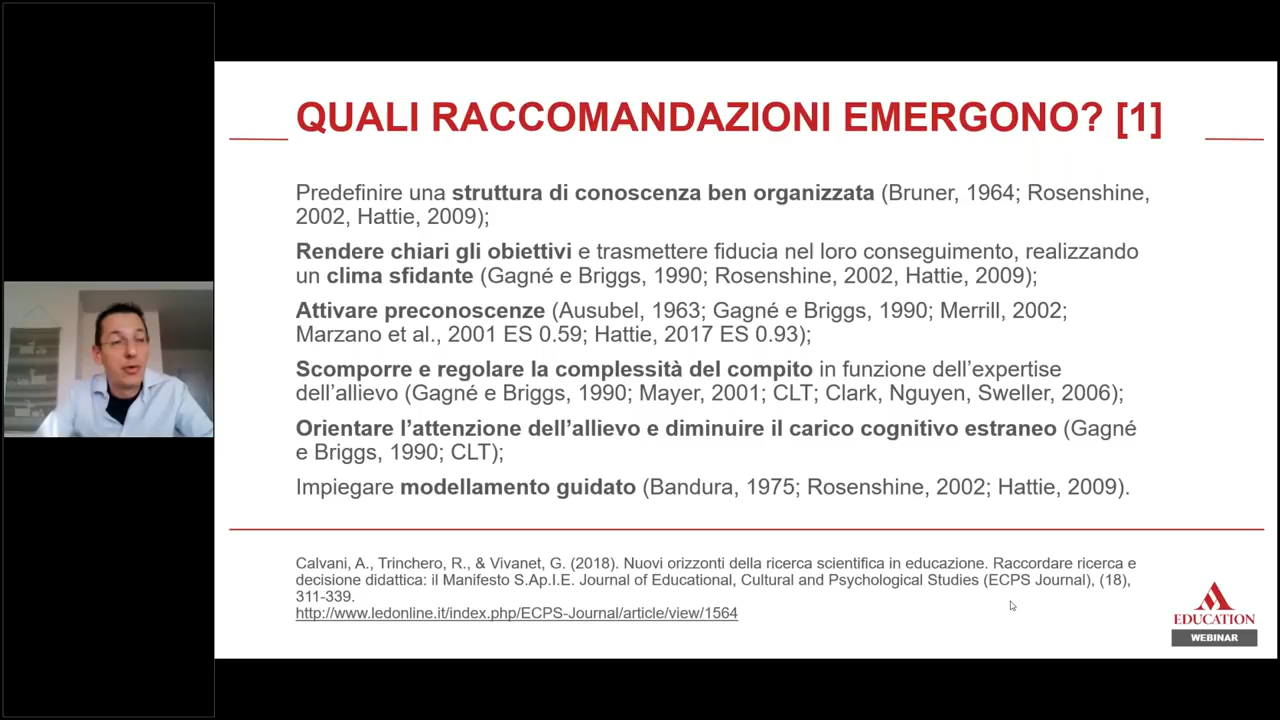 QUALI RACCOMANDAZIONI EMERGONO? [1]
Predefinire una struttura di conoscenza ben organizzata (Bruner, 1964; Rosenshine,
2002, Hattie, 2009);
Rendere chiari gli obiettivi e trasmettere fiducia nel loro conseguimento, realizzando
un clima sfidante (Gagné e Briggs, 1990; Rosenshine, 2002, Hattie, 2009);
Attivare preconoscenze (Ausubel, 1963; Gagné e Briggs, 1990; Merrill, 2002;
Marzano et al., 2001 ES 0.59; Hattie, 2017 ES 0.93);
Scomporre e regolare la complessità del compito in funzione dell’expertise
dell’allievo (Gagné e Briggs, 1990; Mayer, 2001; CLT; Clark, Nguyen, Sweller, 2006);
Orientare l’attenzione dell’allievo e diminuire il carico cognitivo estraneo (Gagné
e Briggs, 1990; CLT);
Impiegare modellamento guidato (Bandura, 1975; Rosenshine, 2002; Hattie, 2009).
Calvani, A., Trinchero, R., & Vivanet, G. (2018). Nuovi orizzonti della ricerca scientifica in educazione. Raccordare ricerca e
decisione didattica: il Manifesto S.Ap.I.E. Journal of Educational, Cultural and Psychological Studies (ECPS Journal), (18),
311-339.
http://www.ledonline.it/index.php/ECPS-Journal/article/view/1564
EDUCATION
WEBINAR